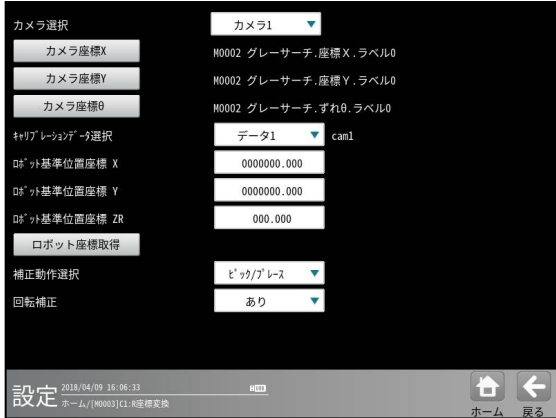 カメラ選択 カメラ1
カメラ座標X M0002 グレーサーチ.座標X.ラベル0
カメラ座標Y M0002 グレーサーチ.座標Y.ラベル0
カメラ座標θ M0002 グレーサーチ.ずれθ.ラベル0
ｷｬﾘﾌﾞﾚｰｼｮﾝﾃﾞｰﾀ選択 データ1 cam1
ﾛﾎﾞｯﾄ基準位置座標 X 0000000.000
ﾛﾎﾞｯﾄ基準位置座標 Y 0000000.000
ﾛﾎﾞｯﾄ基準位置座標 ZR 000.000
ロボット座標取得
補正動作選択 ﾋﾟｯｸ/ﾌﾟﾚｰｽ
回転補正 あり
設定 2018/04/09 16:06:33
ホーム/[M0003]C1:R座標変換
ホーム 戻る